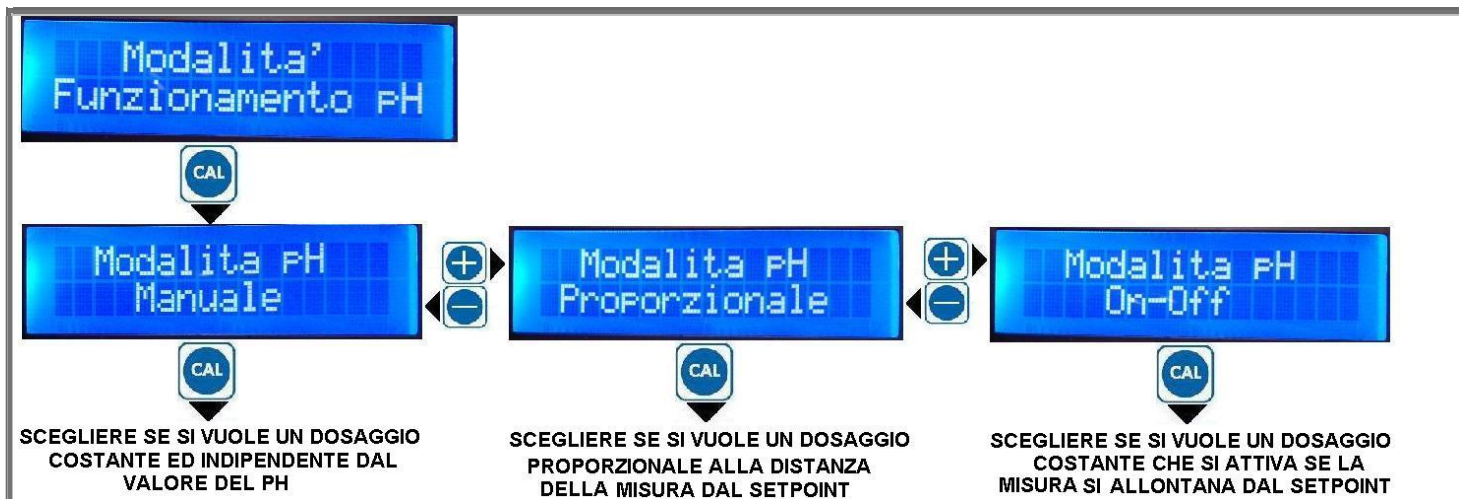 Modalita'
Funzionamento pH
CAL
Modalita pH
Manuale
+
-
Modalita pH
Proporzionale
+
-
Modalita pH
On-Off
CAL
CAL
CAL
SCEGLIERE SE SI VUOLE UN DOSAGGIO
COSTANTE ED INDIPENDENTE DAL
VALORE DEL PH
SCEGLIERE SE SI VUOLE UN DOSAGGIO
PROPORZIONALE ALLA DISTANZA
DELLA MISURA DAL SETPOINT
SCEGLIERE SE SI VUOLE UN DOSAGGIO
COSTANTE CHE SI ATTIVA SE LA
MISURA SI ALLONTANA DAL SETPOINT